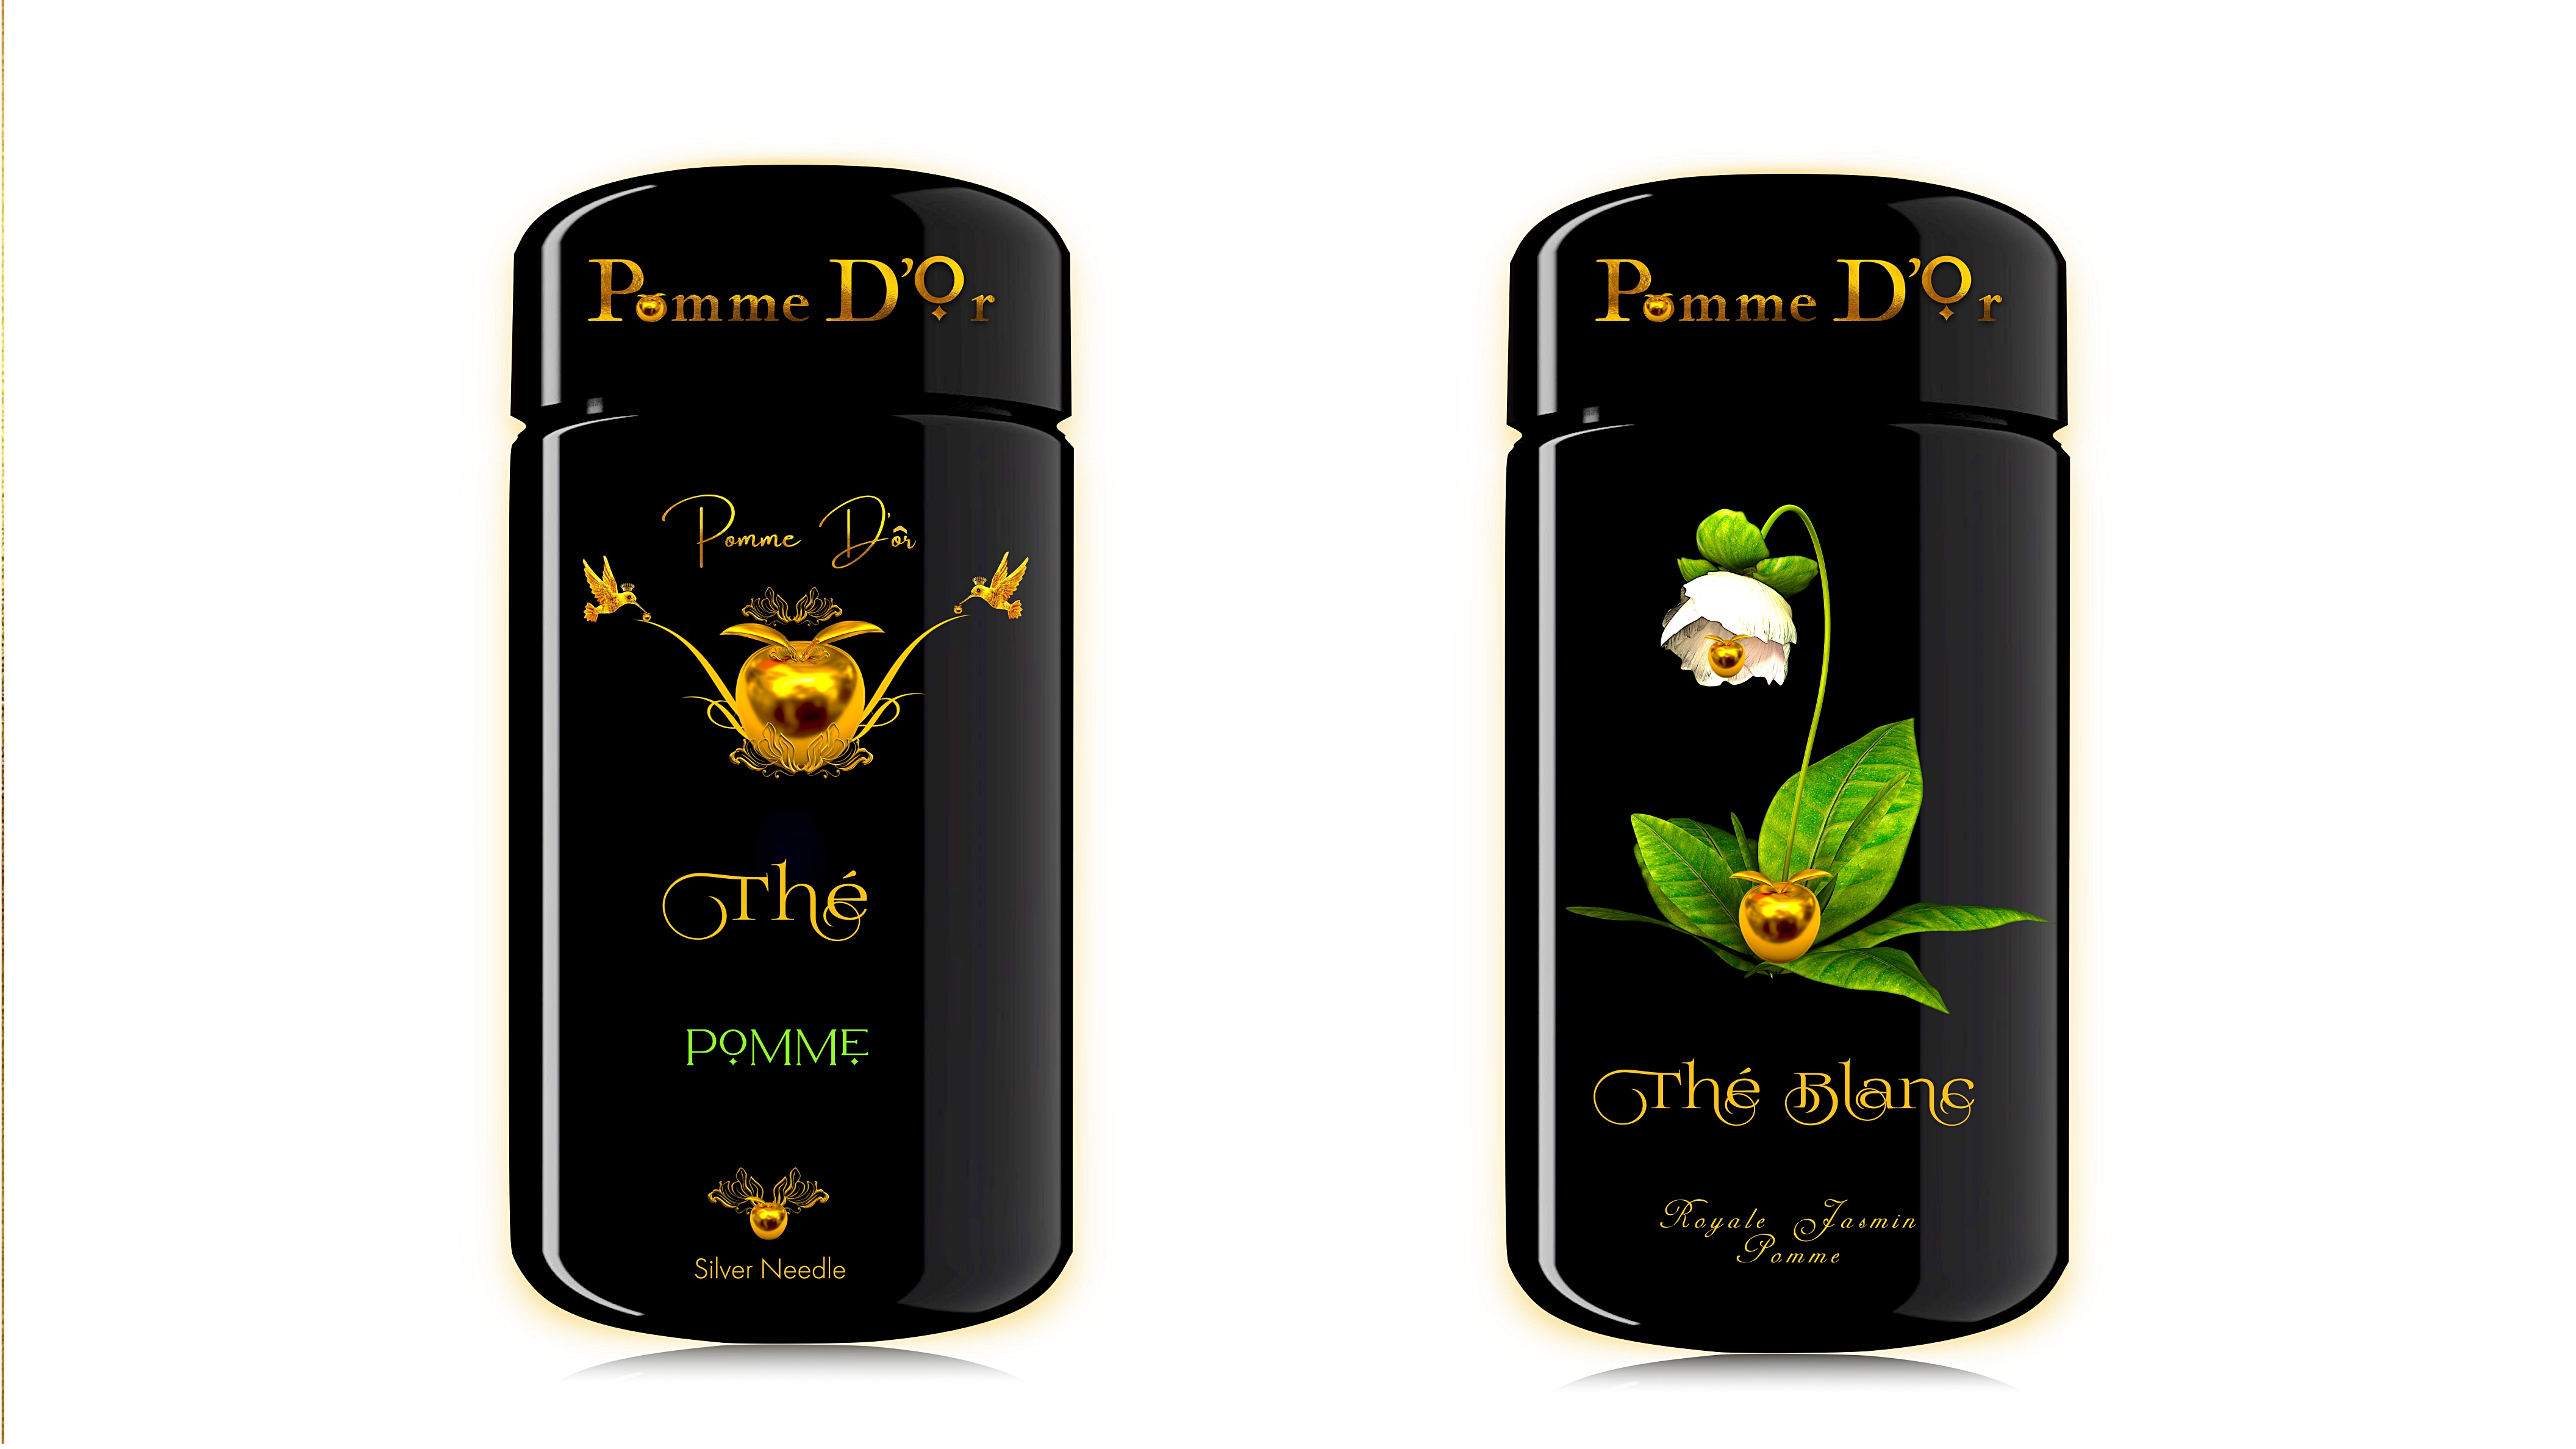 Pomme D'Or
Pomme D'ôr
Thé
POMME
Silver Needle
Pomme D'Or
Thé Blanc
Royale Jasmin
Pomme